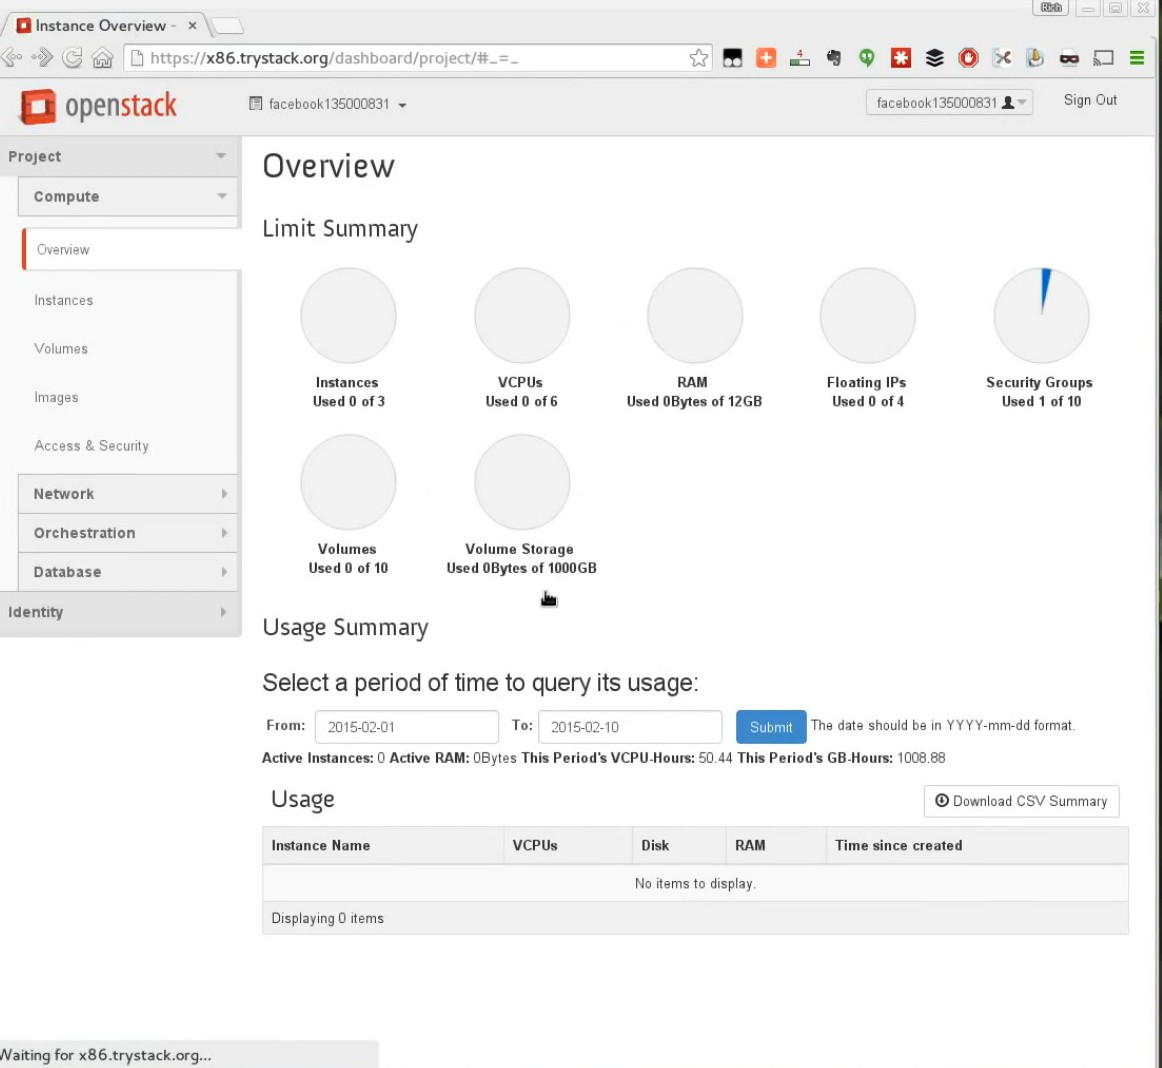 Rich
Instance Overview -
https://x86.trystack.org/dashboard/project/#_=_
4
openstack
facebook135000831
facebook135000831
Sign Out
Project
Compute
Overview
Instances
Volumes
Images
Access & Security
Network
Orchestration
Database
Identity
Overview
Limit Summary
Instances
Used 0 of 3
VCPUs
Used 0 of 6
RAM
Used 0Bytes of 12GB
Floating IPs
Used 0 of 4
Security Groups
Used 1 of 10
Volumes
Used 0 of 10
Volume Storage
Used 0Bytes of 1000GB
Usage Summary
Select a period of time to query its usage:
From: 2015-02-01 To: 2015-02-10 Submit The date should be in YYYY-mm-dd format.
Active Instances: 0 Active RAM: 0Bytes This Period's VCPU-Hours: 50.44 This Period's GB-Hours: 1008.88
Usage
Download CSV Summary
Instance Name VCPUs Disk RAM Time since created
No items to display.
Displaying 0 items
Waiting for x86.trystack.org...